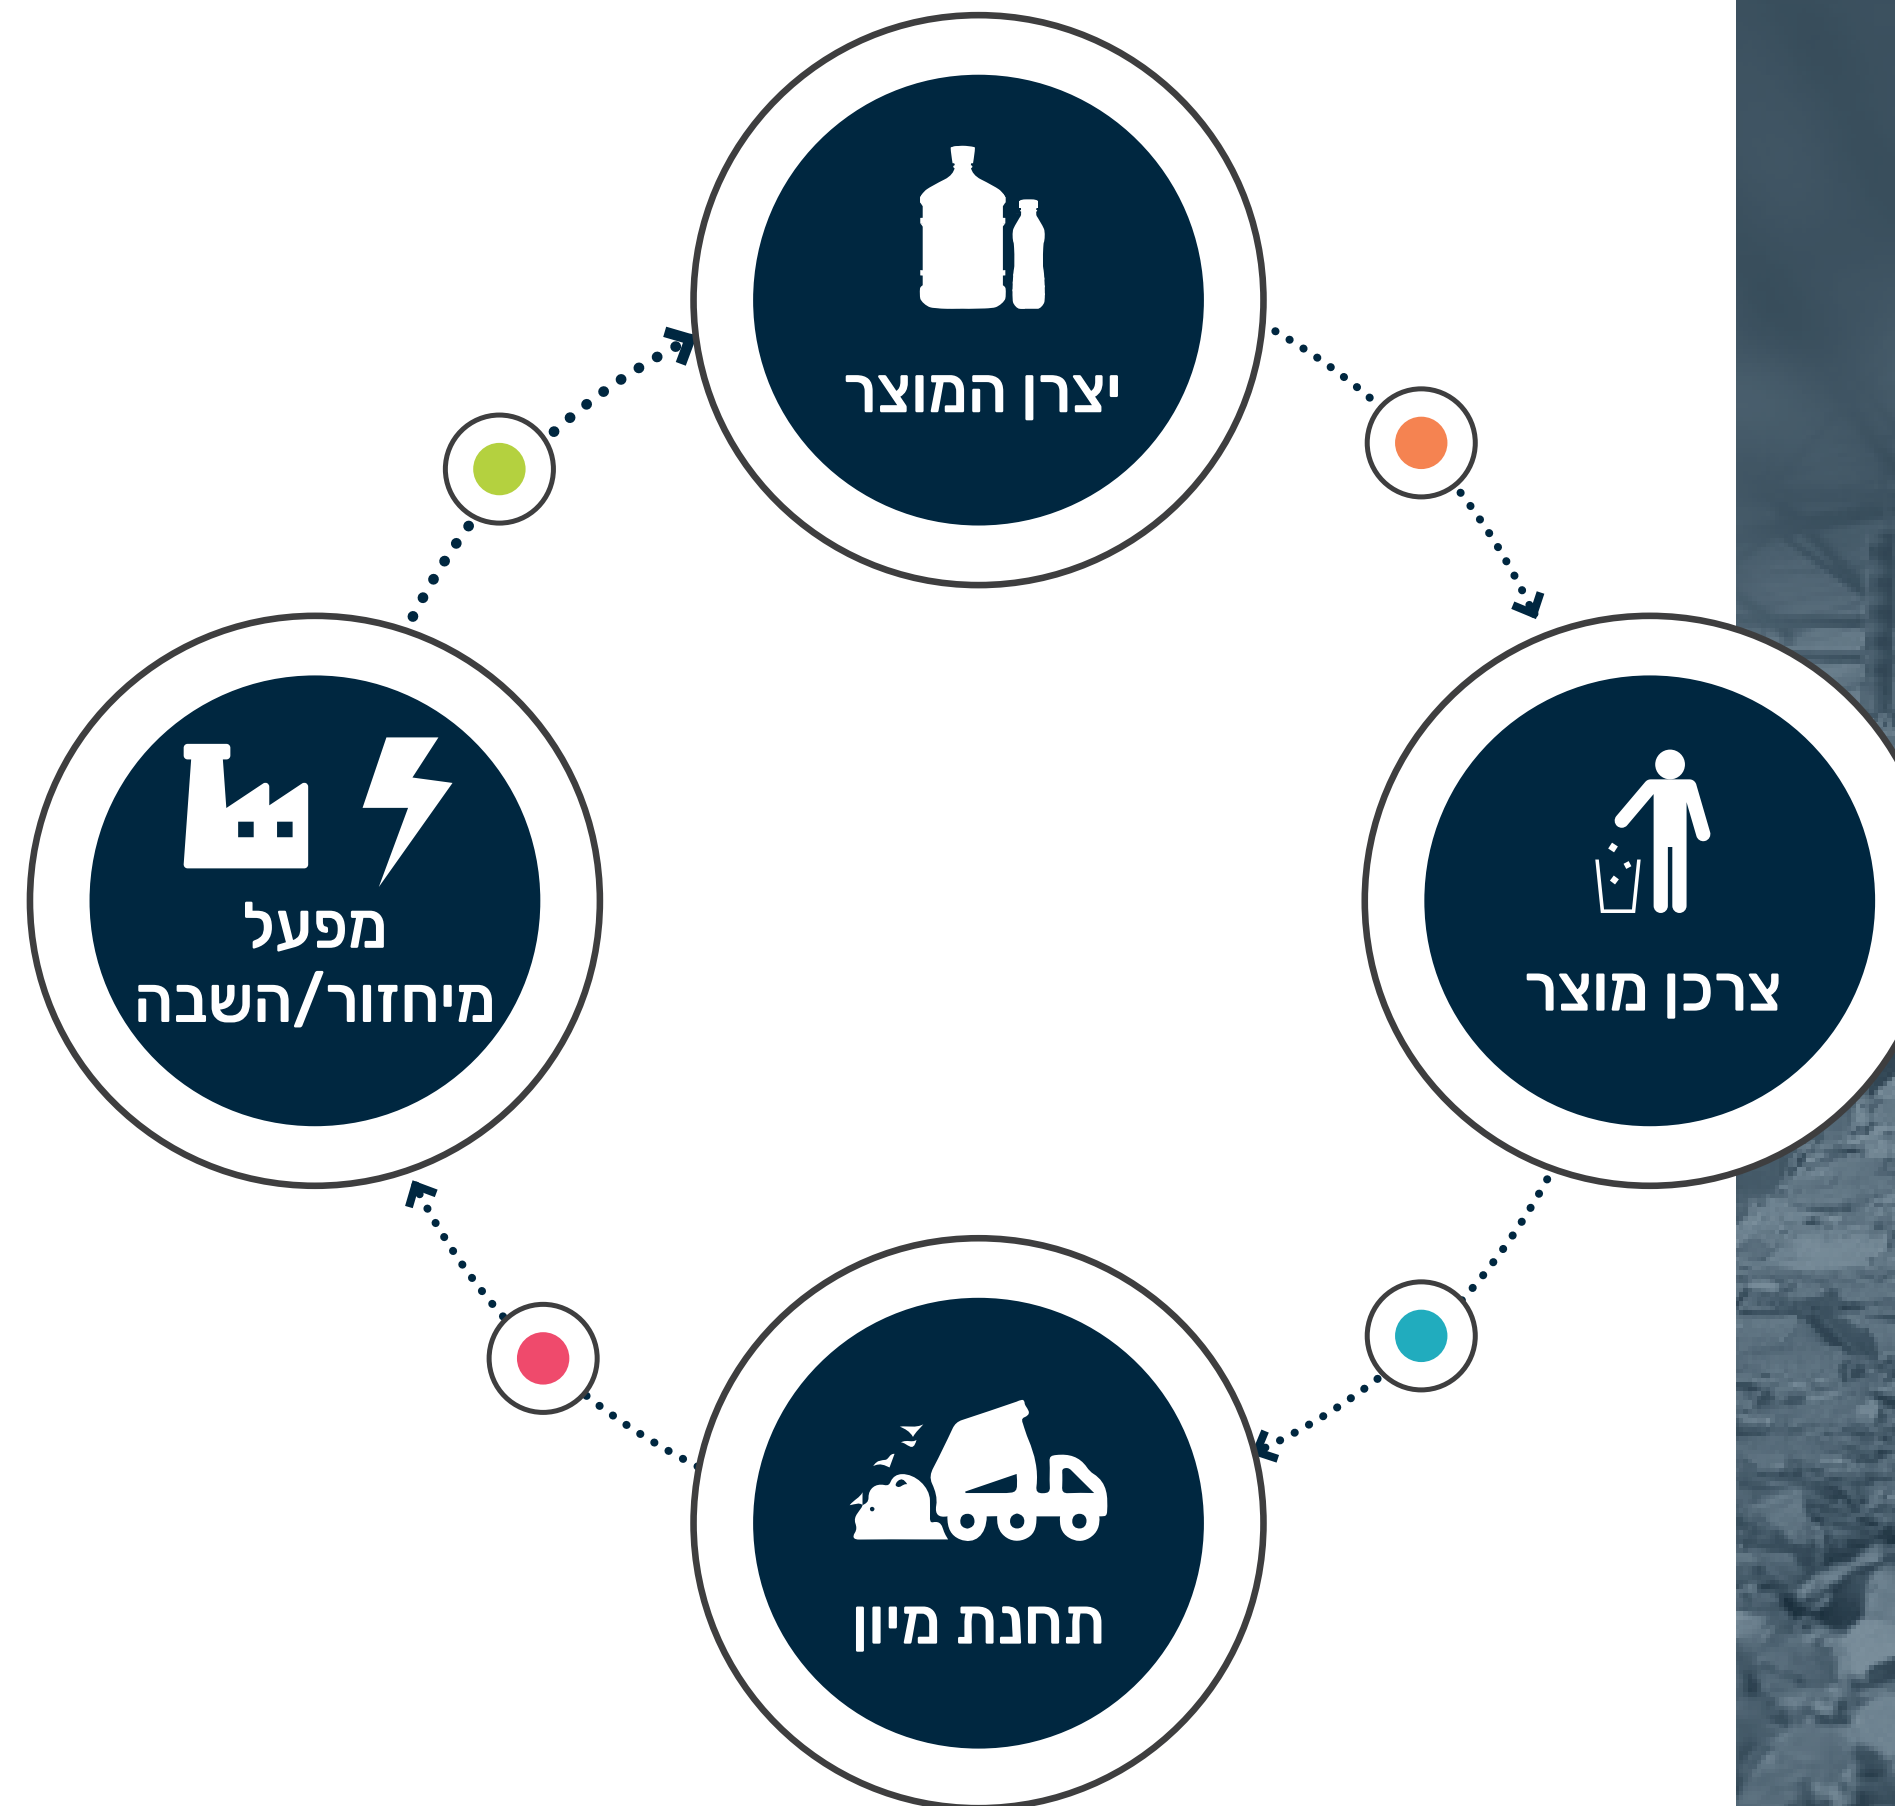 יצרן המוצר
צרכן מוצר
תחנת מיון
מפעל
מיחזור/השבה